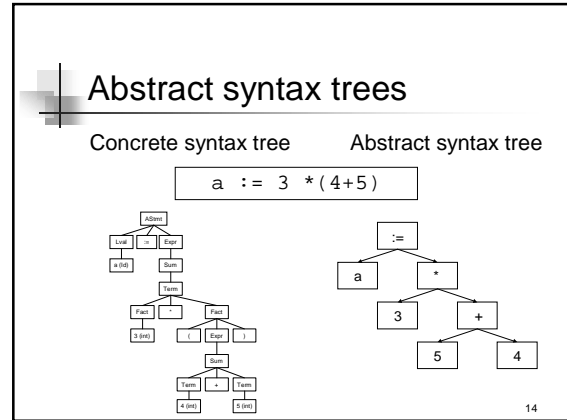 Abstract syntax trees
Concrete syntax tree Abstract syntax tree
a := 3 *(4+5)
AStmt
Lval := Expr
a (Id) Sum
Term
Fact * Fact
3 (int) ( Expr )
Sum
Term + Term
4 (int) 5 (int)
:=
a *
3 +
5 4
14